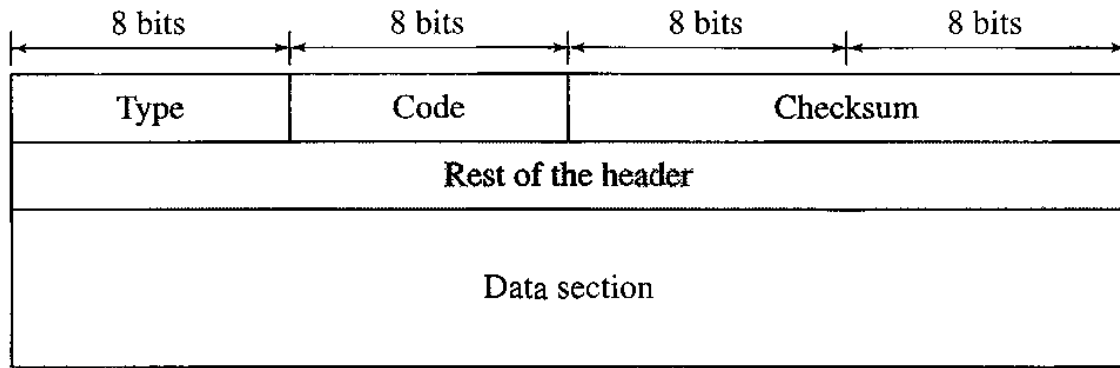 8 bits 8 bits 8 bits 8 bits
Type Code Checksum
Rest of the header
Data section